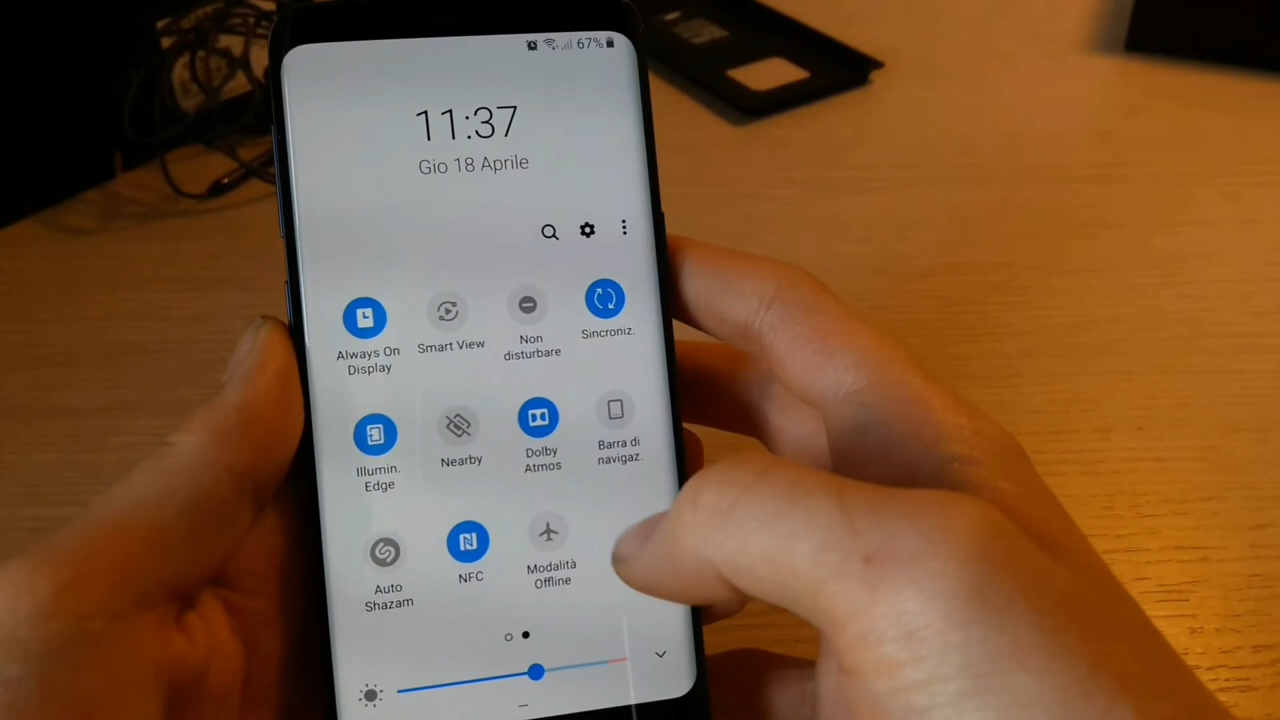 67%
11:37
Gio 18 Aprile
Always On
Display
Smart View
Non
disturbare
Sincroniz.
Illumin.
Edge
Nearby
Dolby
Atmos
Barra di
navigaz.
Auto
Shazam
NFC
Modalità
Offline